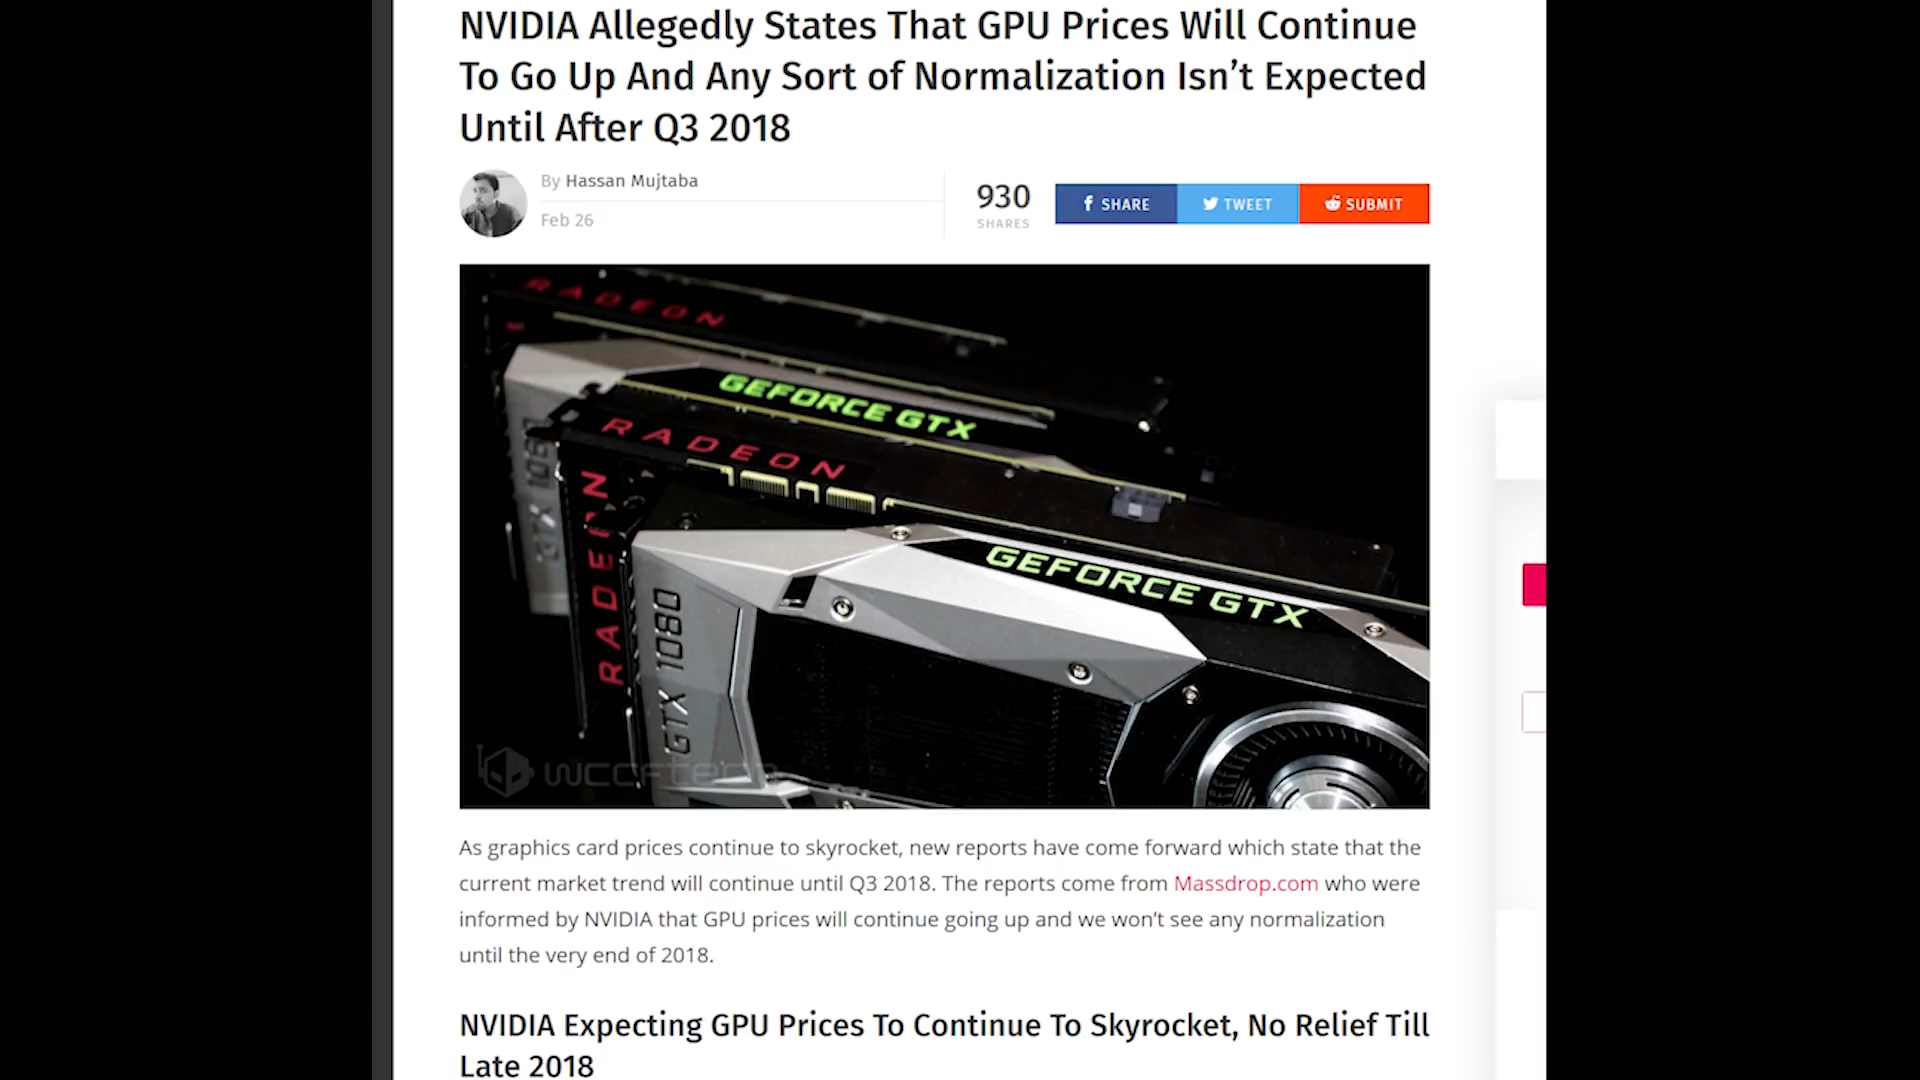 NVIDIA Allegedly States That GPU Prices Will Continue
To Go Up And Any Sort of Normalization Isn’t Expected
Until After Q3 2018
By Hassan Mujtaba
Feb 26
930
SHARES
SHARE
TWEET
SUBMIT
RADEON
GEFORCE GTX
RADEON
GTX 1080
RADEON
GEFORCE GTX
GTX 1080
WCCFTECH
As graphics card prices continue to skyrocket, new reports have come forward which state that the
current market trend will continue until Q3 2018. The reports come from Massdrop.com who were
informed by NVIDIA that GPU prices will continue going up and we won’t see any normalization
until the very end of 2018.
NVIDIA Expecting GPU Prices To Continue To Skyrocket, No Relief Till
Late 2018